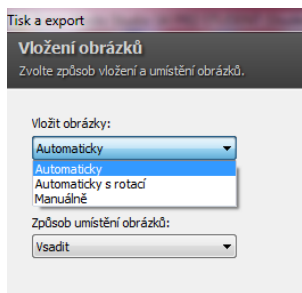 Tisk a export
Vložení obrázků
Zvolte způsob vložení a umístění obrázků.
Vložit obrázky:
Automaticky
Automaticky
Automaticky s rotací
Manuálně
Způsob umístění obrázků:
Vsadit